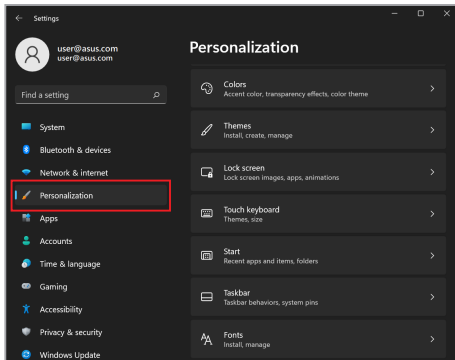 Settings
user@asus.com
user@asus.com
Find a setting
System
Bluetooth & devices
Network & internet
Personalization
Apps
Accounts
Time & language
Gaming
Accessibility
Privacy & security
Windows Update
Personalization
Colors
Accent color, transparency effects, color theme
Themes
Install, create, manage
Lock screen
Lock screen images, apps, animations
Touch keyboard
Themes, size
Start
Recent apps and items, folders
Taskbar
Taskbar behaviors, system pins
Fonts
Install, manage